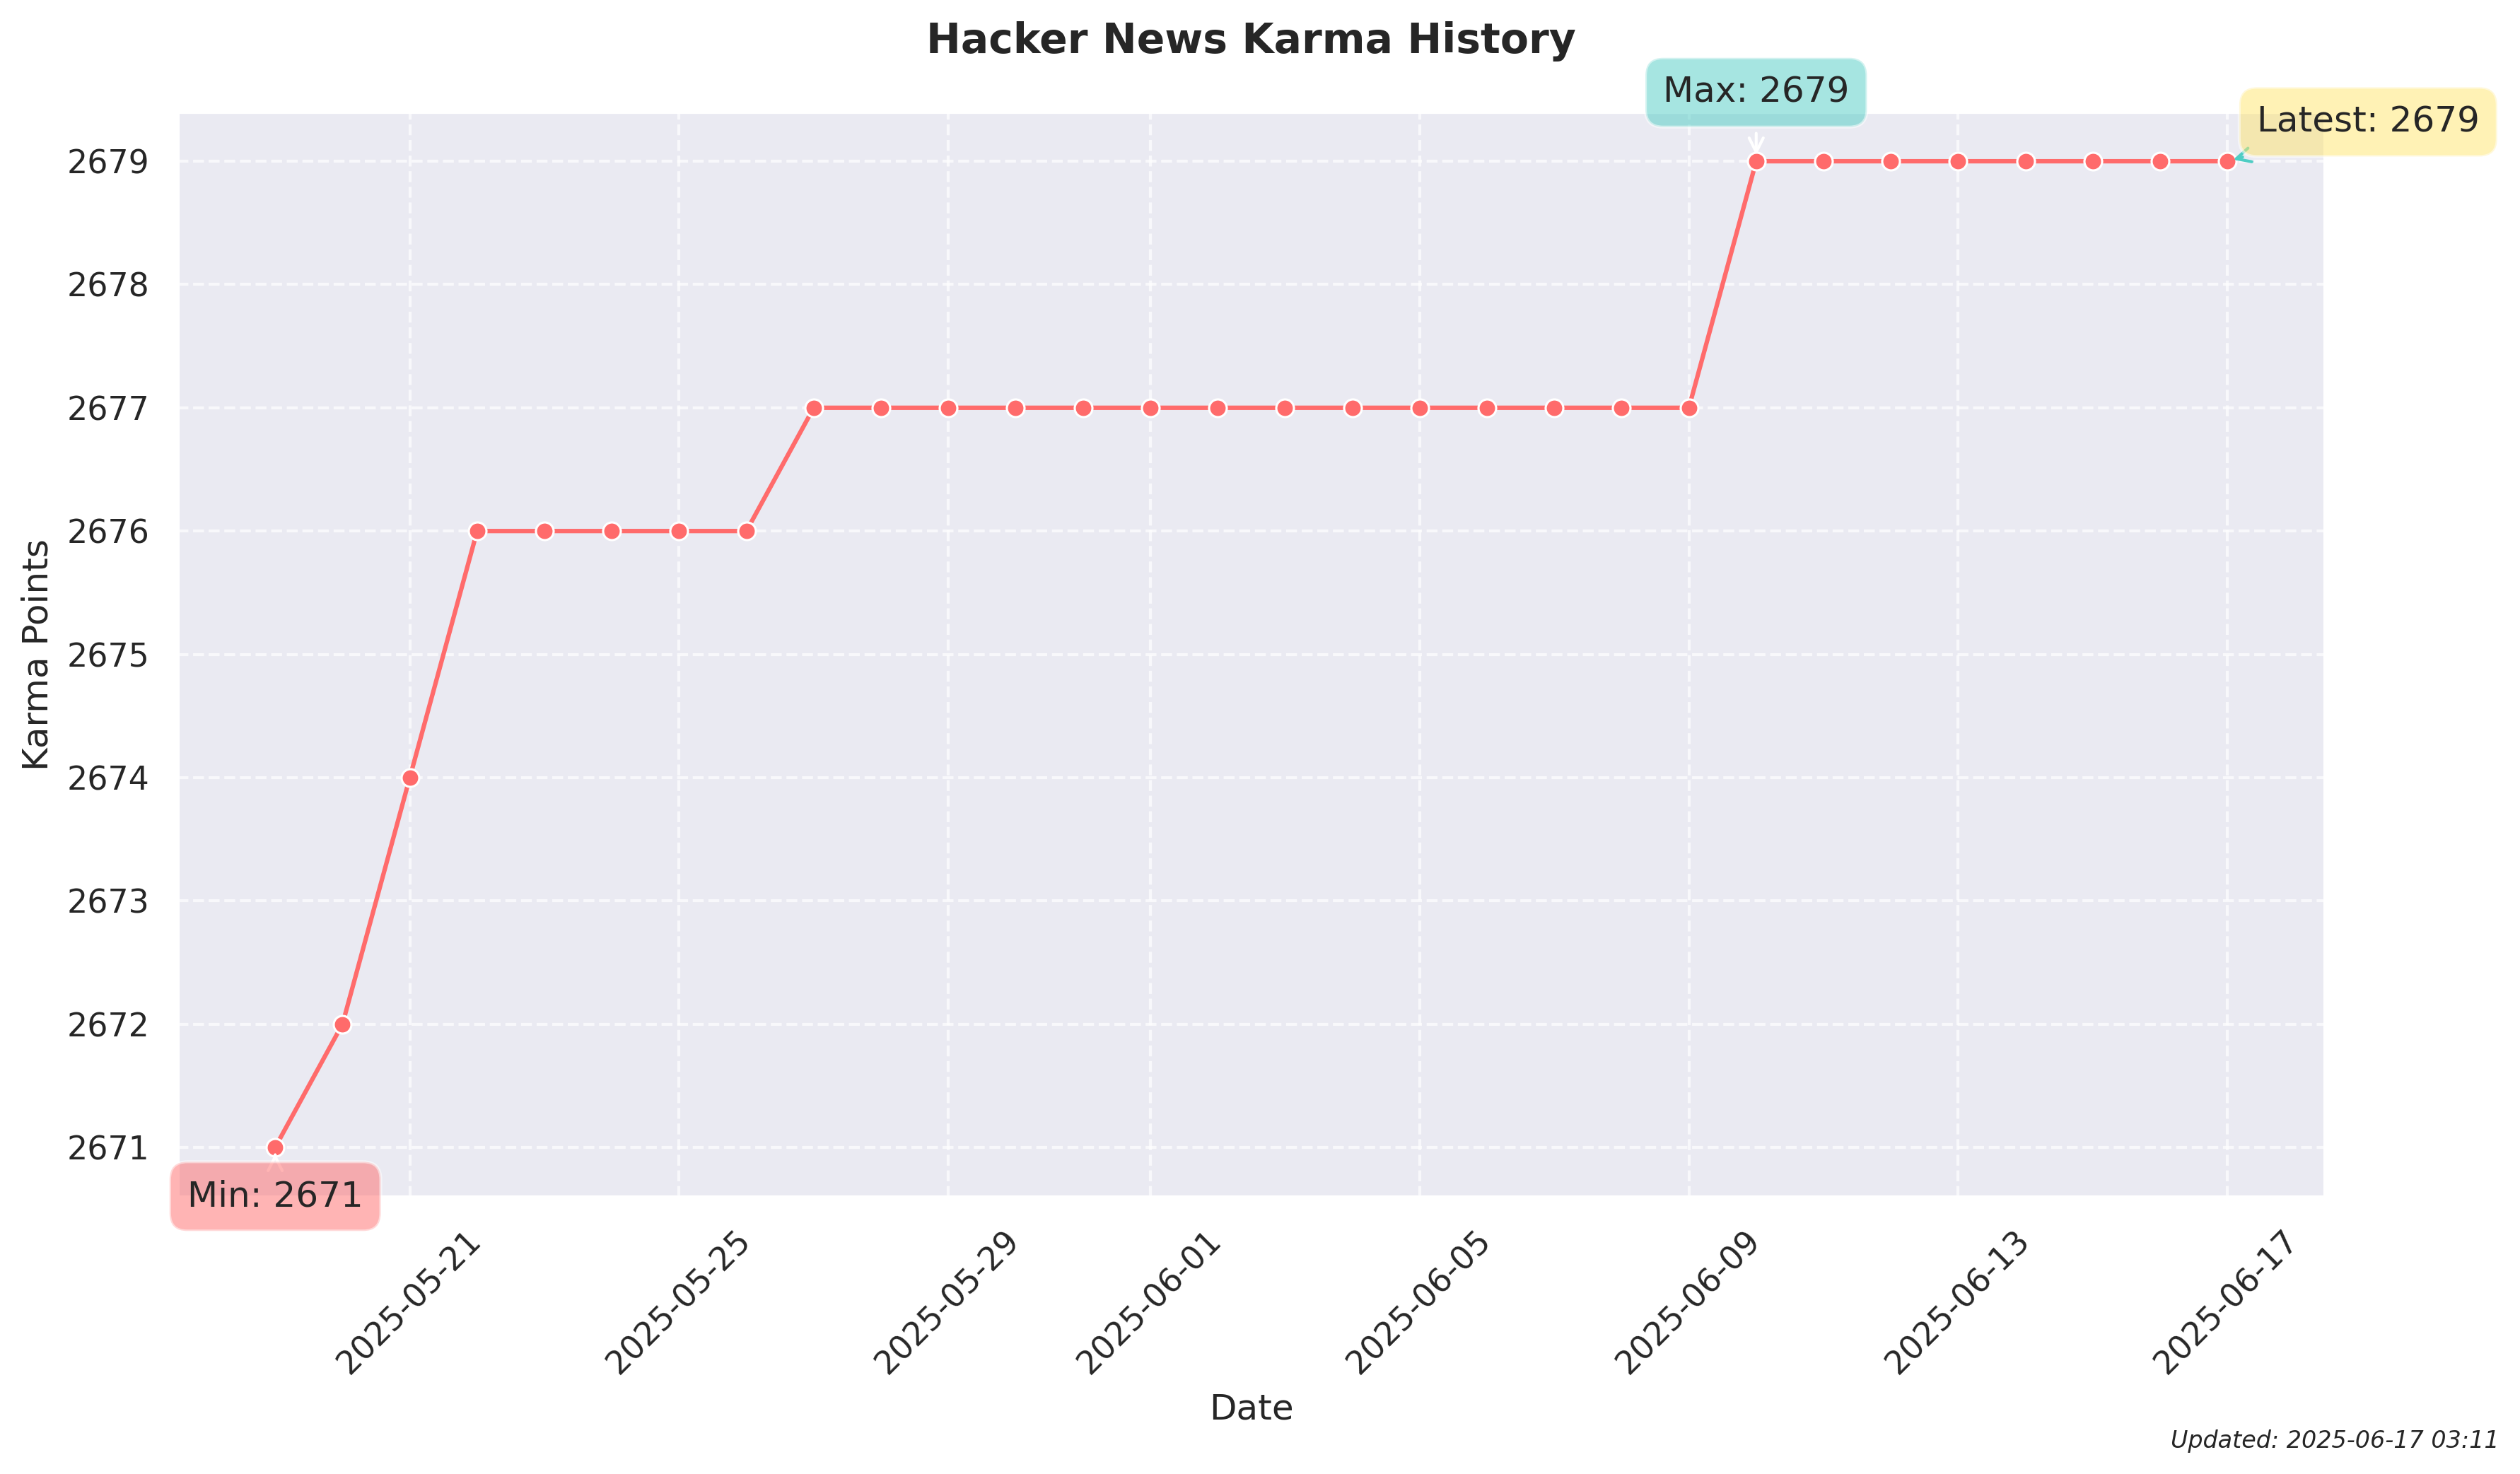 Hacker News Karma History
Max: 2679
Latest: 2679
2679
2678
2677
2676
2675
2674
2673
2672
2671
Karma Points
Min: 2671
2025-05-21
2025-05-25
2025-05-29
2025-06-01
2025-06-05
2025-06-09
2025-06-13
2025-06-17
Date
Updated: 2025-06-17 03:11